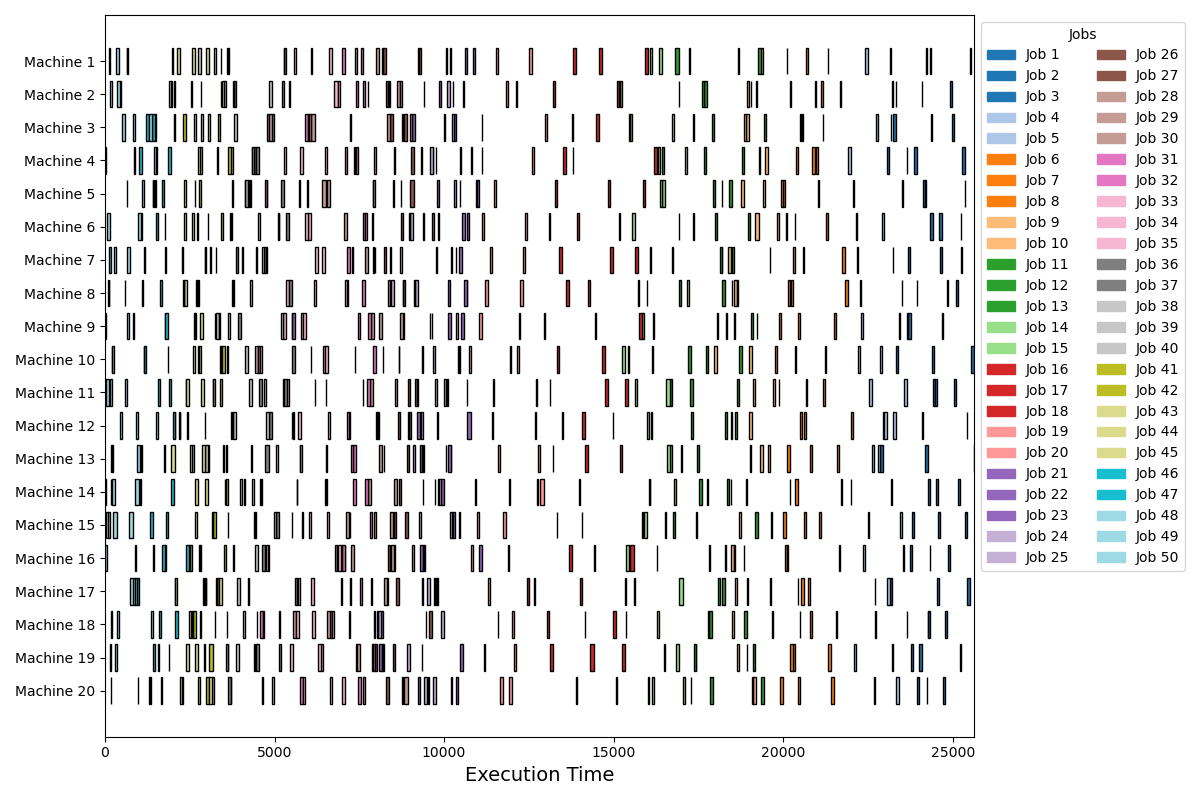 Machine 1
Machine 2
Machine 3
Machine 4
Machine 5
Machine 6
Machine 7
Machine 8
Machine 9
Machine 10
Machine 11
Machine 12
Machine 13
Machine 14
Machine 15
Machine 16
Machine 17
Machine 18
Machine 19
Machine 20
0 5000 10000 15000 20000 25000
Execution Time
Jobs
Job 1
Job 2
Job 3
Job 4
Job 5
Job 6
Job 7
Job 8
Job 9
Job 10
Job 11
Job 12
Job 13
Job 14
Job 15
Job 16
Job 17
Job 18
Job 19
Job 20
Job 21
Job 22
Job 23
Job 24
Job 25
Job 26
Job 27
Job 28
Job 29
Job 30
Job 31
Job 32
Job 33
Job 34
Job 35
Job 36
Job 37
Job 38
Job 39
Job 40
Job 41
Job 42
Job 43
Job 44
Job 45
Job 46
Job 47
Job 48
Job 49
Job 50